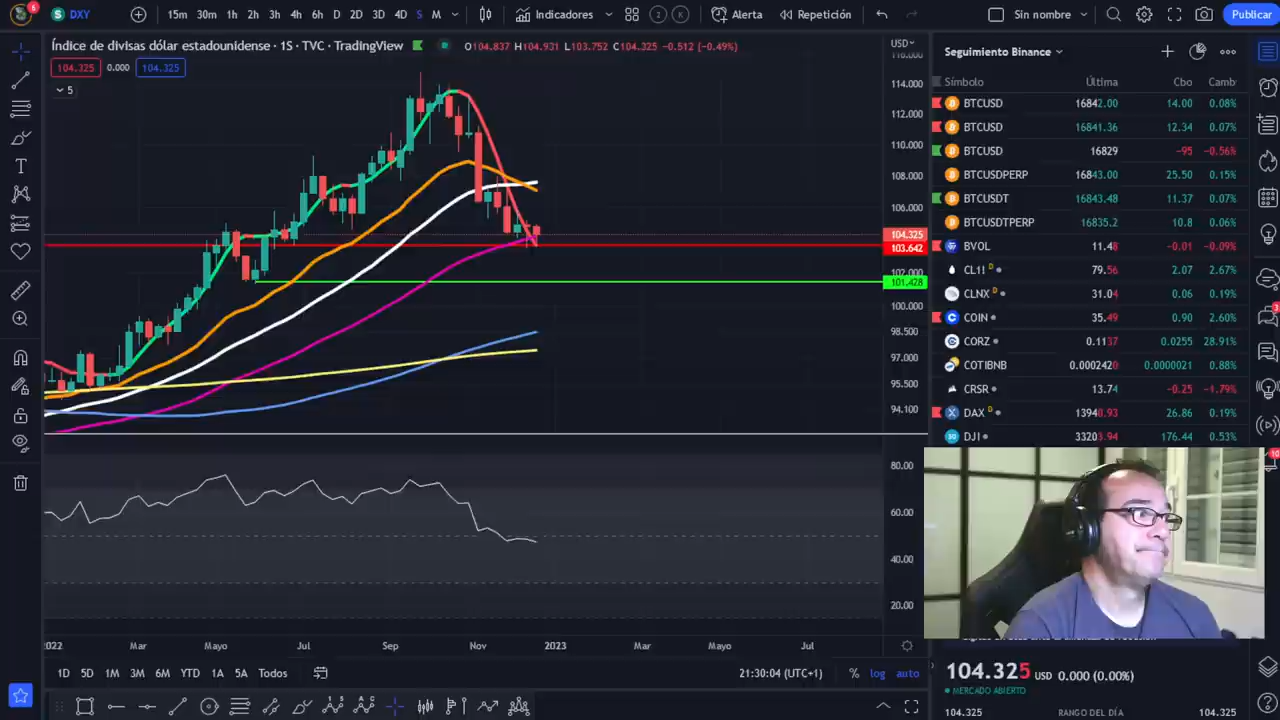 6
S DXY
15m 30m 1h 2h 3h 4h 6h D 2D 3D 4D S M
Indicadores
Alerta
Repetición
Sin nombre
Publicar
Índice de divisas dólar estadounidense · 1S · TVC · TradingView
O104.837 H104.931 L103.752 C104.325 -0.512 (-0.49%)
104.325 0.000 104.325
5
USD
116.000
114.000
112.000
110.000
108.000
106.000
104.325
103.642
102.000
101.428
100.000
98.500
97.000
95.500
94.100
80.00
60.00
40.00
20.00
2022 Mar Mayo Jul Sep Nov 2023 Mar Mayo Jul
1D 5D 1M 3M 6M YTD 1A 5A Todos
21:30:04 (UTC+1) % log auto
Seguimiento Binance
Símbolo Última Cbo Camb
BTCUSD 16842.00 14.00 0.08%
BTCUSD 16841.36 12.34 0.07%
BTCUSD 16829 -95 -0.56%
BTCUSDPERP 16843.00 25.50 0.15%
BTCUSDT 16843.48 11.37 0.07%
BTCUSDTPERP 16835.2 10.8 0.06%
BVOL 11.48 -0.01 -0.09%
CL1! D 79.56 2.07 2.67%
CLNX D 31.04 0.06 0.19%
COIN 35.49 0.90 2.60%
CORZ 0.1137 0.0255 28.91%
COTIBNB 0.0002420 0.0000021 0.88%
CRSR 13.74 -0.25 -1.79%
DAX D 13940.93 26.86 0.19%
DJI 33203.94 176.44 0.53%
3
10
104.325 USD 0.000 (0.00%)
MERCADO ABIERTO
104.325 RANGO DEL DÍA 104.325